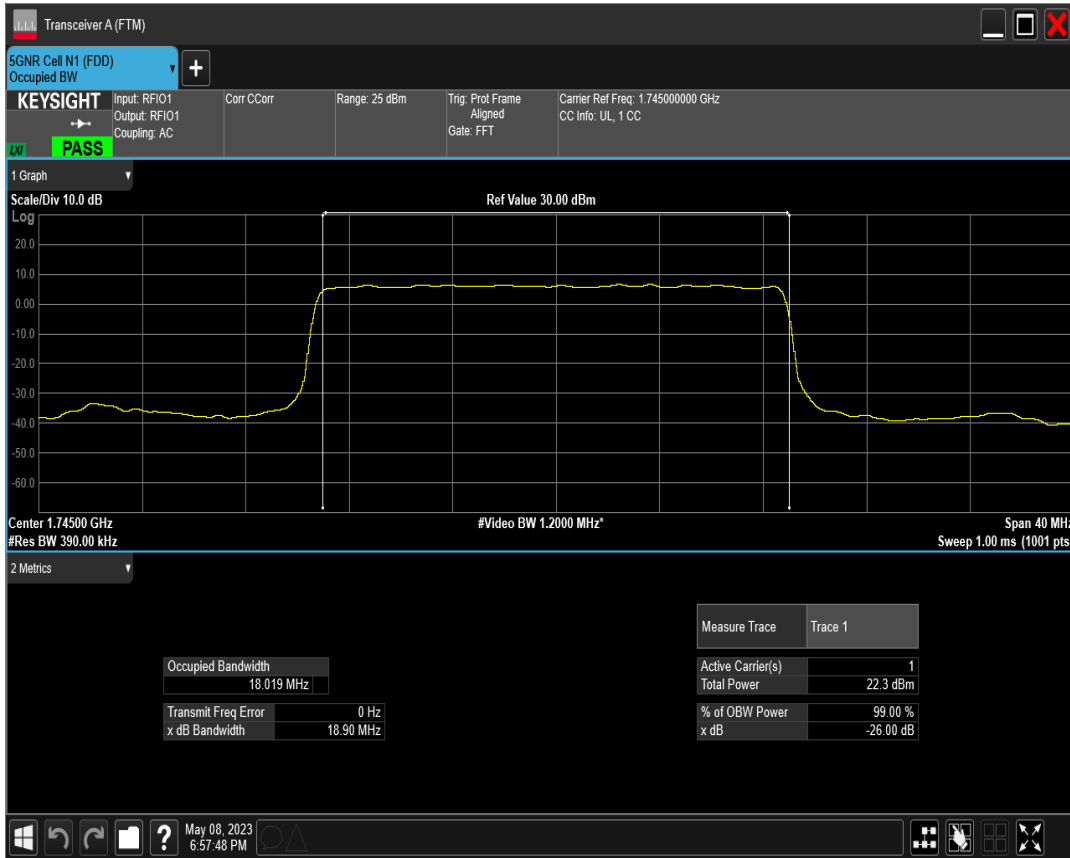 Transceiver A (FTM)
5GNR Cell N1 (FDD)
Occupied BW
+
KEYSIGHT
LXI
PASS
Input: RFIO1
Output: RFIO1
Coupling: AC
Corr CCorr
Range: 25 dBm
Trig: Prot Frame
Aligned
Gate: FFT
Carrier Ref Freq: 1.745000000 GHz
CC Info: UL, 1 CC
1 Graph
Scale/Div 10.0 dB
Ref Value 30.00 dBm
Log
20.0
10.0
0.00
-10.0
-20.0
-30.0
-40.0
-50.0
-60.0
Center 1.74500 GHz
#Video BW 1.2000 MHz*
Span 40 MHz
#Res BW 390.00 kHz
Sweep 1.00 ms (1001 pts
2 Metrics
Measure Trace Trace 1
Occupied Bandwidth
18.019 MHz
Active Carrier(s) 1
Total Power 22.3 dBm
Transmit Freq Error 0 Hz
x dB Bandwidth 18.90 MHz
% of OBW Power 99.00 %
x dB -26.00 dB
?
May 08, 2023
6:57:48 PM